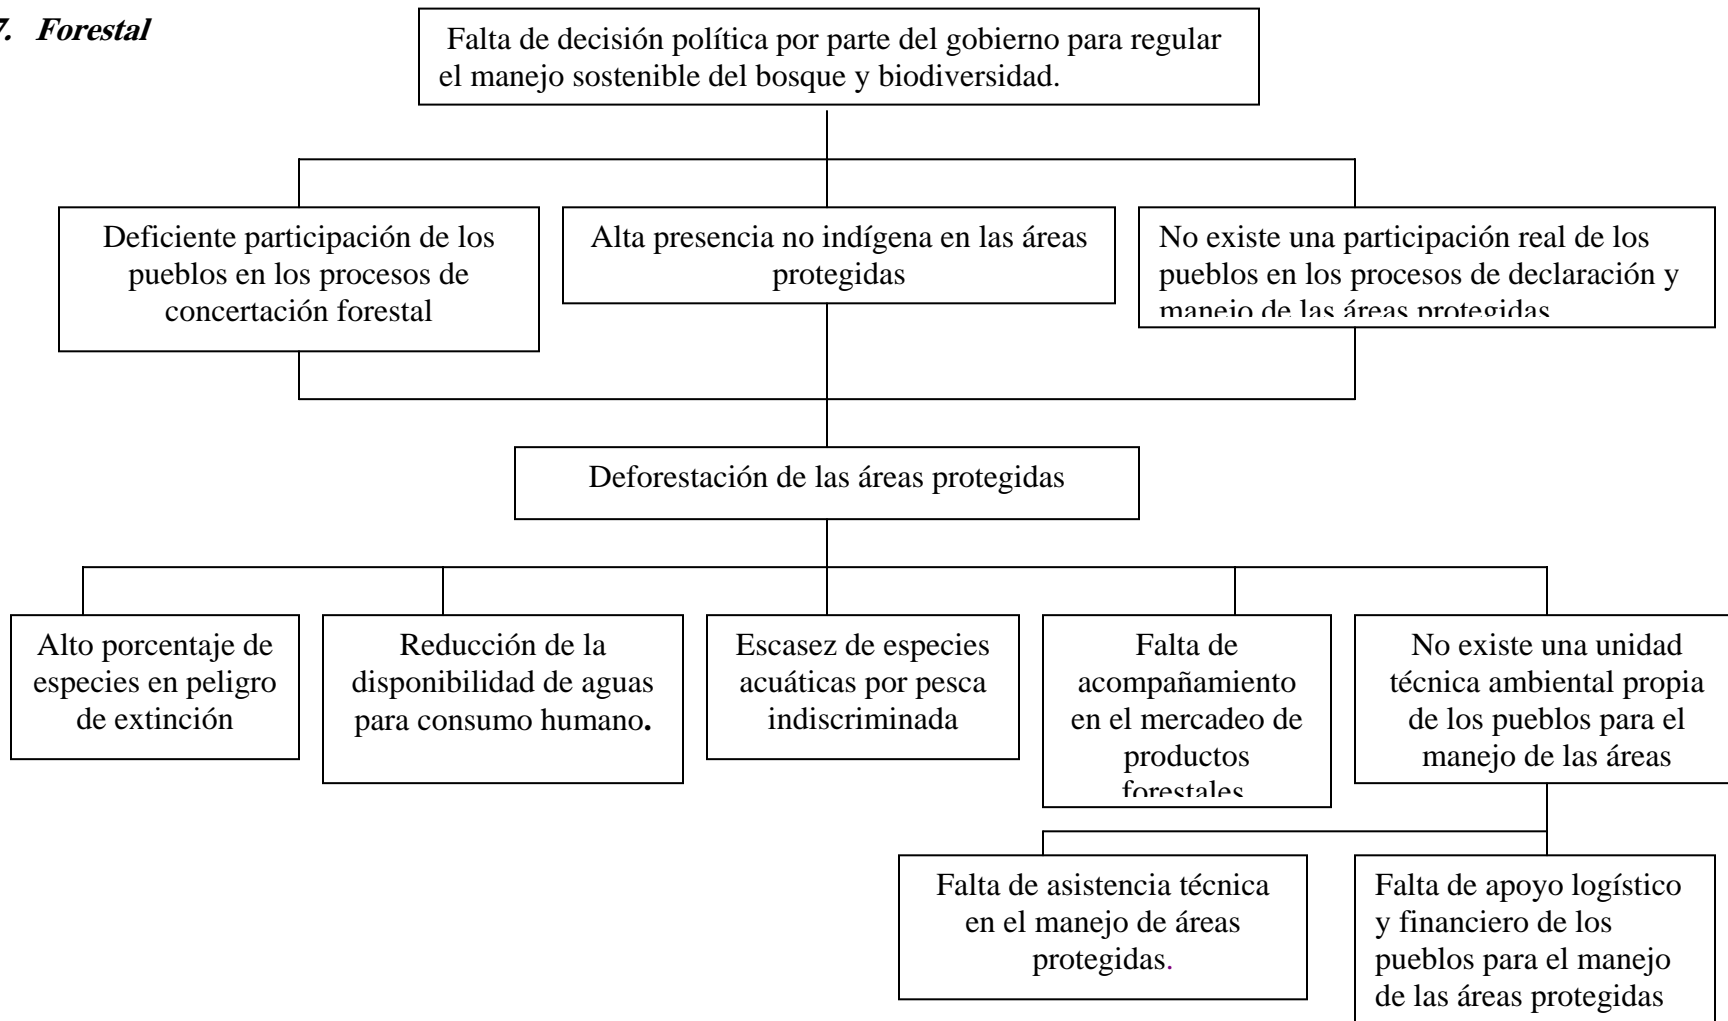 7. Forestal
Falta de decisión política por parte del gobierno para regular
el manejo sostenible del bosque y biodiversidad.
Deficiente participación de los
pueblos en los procesos de
concertación forestal
Alta presencia no indígena en las áreas
protegidas
No existe una participación real de los
pueblos en los procesos de declaración y
manejo de las áreas protegidas
Deforestación de las áreas protegidas
Alto porcentaje de
especies en peligro
de extinción
Reducción de la
disponibilidad de aguas
para consumo humano.
Escasez de especies
acuáticas por pesca
indiscriminada
Falta de
acompañamiento
en el mercadeo de
productos
forestales
No existe una unidad
técnica ambiental propia
de los pueblos para el
manejo de las áreas
Falta de asistencia técnica
en el manejo de áreas
protegidas.
Falta de apoyo logístico
y financiero de los
pueblos para el manejo
de las áreas protegidas